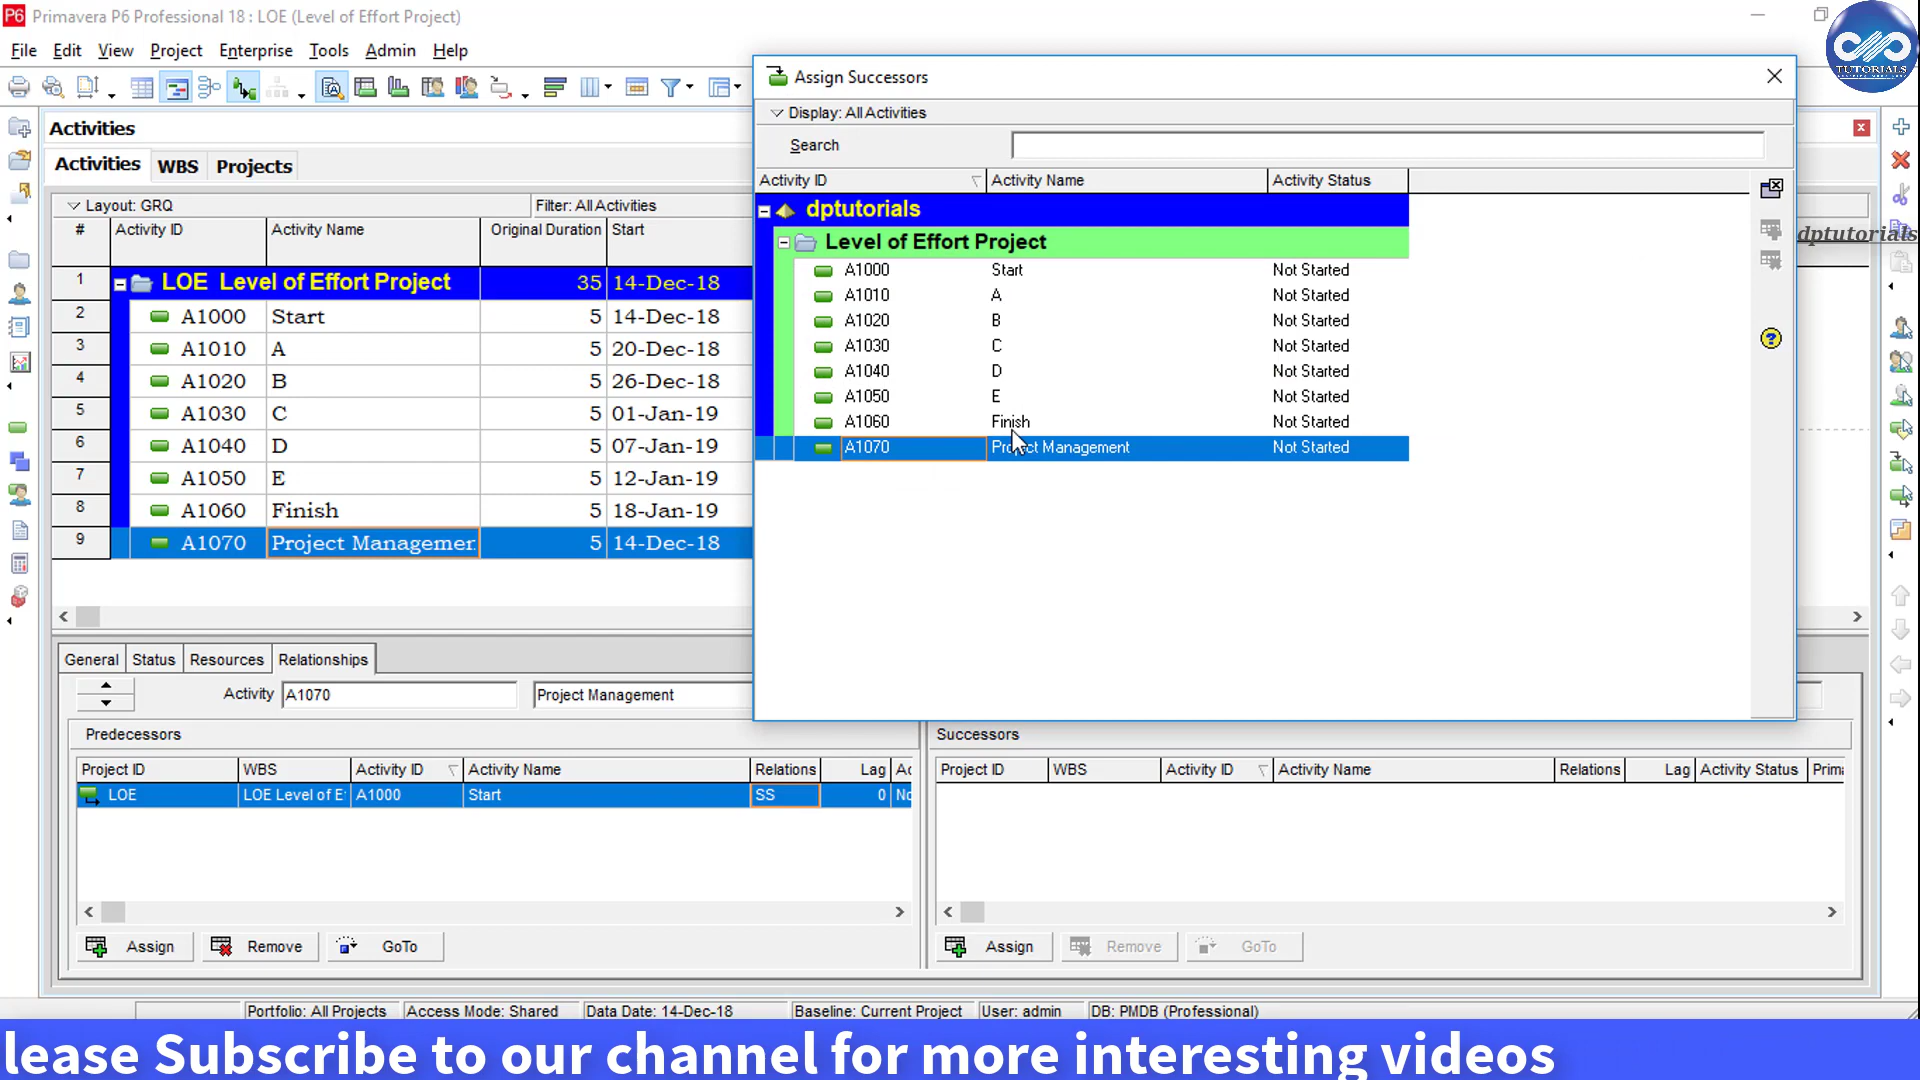 P6 Primavera P6 Professional 18 : LOE (Level of Effort Project)
File Edit View Project Enterprise Tools Admin Help
TUTORIALS
Activities
Activities WBS Projects
Layout: GRQ Filter: All Activities
# Activity ID Activity Name Original Duration Start
1 LOE Level of Effort Project 35 14-Dec-18
2 A1000 Start 5 14-Dec-18
3 A1010 A 5 20-Dec-18
4 A1020 B 5 26-Dec-18
5 A1030 C 5 01-Jan-19
6 A1040 D 5 07-Jan-19
7 A1050 E 5 12-Jan-19
8 A1060 Finish 5 18-Jan-19
9 A1070 Project Managemen 5 14-Dec-18
Assign Successors
Display: All Activities
Search
Activity ID Activity Name Activity Status
dptutorials
Level of Effort Project
A1000 Start Not Started
A1010 A Not Started
A1020 B Not Started
A1030 C Not Started
A1040 D Not Started
A1050 E Not Started
A1060 Finish Not Started
A1070 Project Management Not Started
dptutorials
General Status Resources Relationships
Activity A1070 Project Management
Predecessors
Project ID WBS Activity ID Activity Name Relations Lag Ac
LOE LOE Level of E A1000 Start SS 0 No
Assign Remove GoTo
Successors
Project ID WBS Activity ID Activity Name Relations Lag Activity Status Prima
Assign Remove GoTo
Portfolio: All Projects Access Mode: Shared Data Date: 14-Dec-18 Baseline: Current Project User: admin DB: PMDB (Professional)
lease Subscribe to our channel for more interesting videos